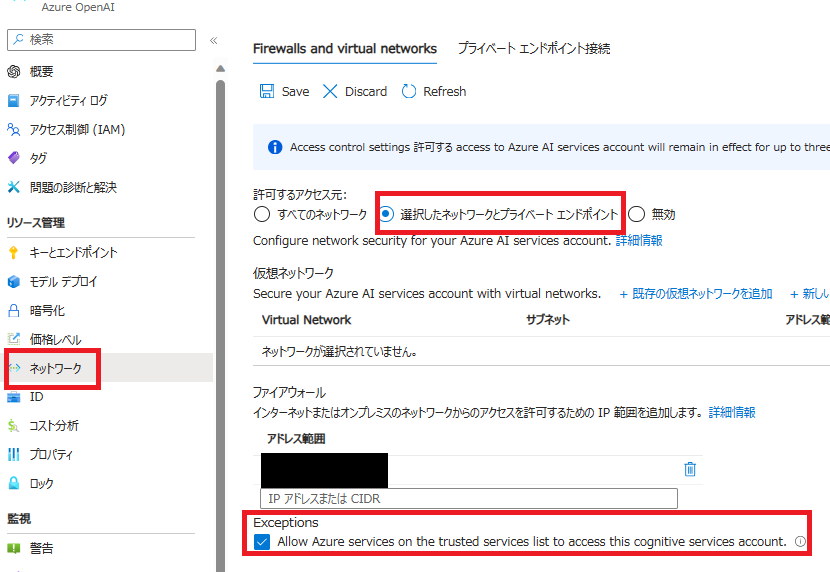 Azure OpenAI
検索
«
概要
アクティビティ ログ
アクセス制御 (IAM)
タグ
問題の診断と解決
リソース管理
キーとエンドポイント
モデル デプロイ
暗号化
価格レベル
ネットワーク
ID
コスト分析
プロパティ
ロック
監視
警告
Firewalls and virtual networks プライベート エンドポイント接続
Save Discard Refresh
Access control settings 許可する access to Azure AI services account will remain in effect for up to three
許可するアクセス元:
すべてのネットワーク 選択したネットワークとプライベート エンドポイント 無効
Configure network security for your Azure AI services account. 詳細情報
仮想ネットワーク
Secure your Azure AI services account with virtual networks. + 既存の仮想ネットワークを追加 + 新しい
Virtual Network サブネット アドレス範
ネットワークが選択されていません。
ファイアウォール
インターネットまたはオンプレミスのネットワークからのアクセスを許可するための IP 範囲を追加します。 詳細情報
アドレス範囲
IP アドレスまたは CIDR
Exceptions
Allow Azure services on the trusted services list to access this cognitive services account.